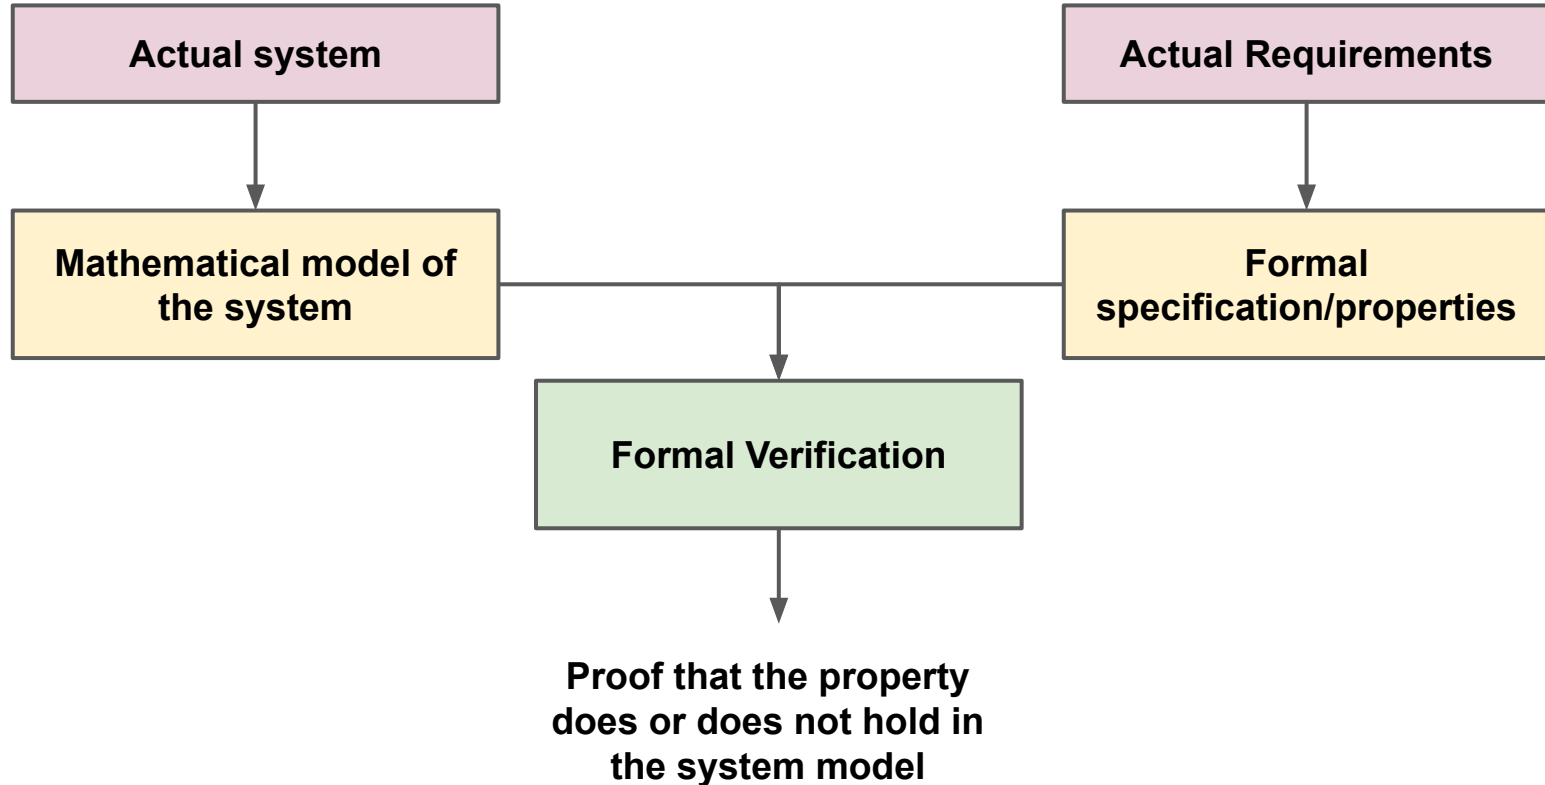 Actual system
Actual Requirements
Mathematical model of
the system
Formal
specification/properties
Formal Verification
Proof that the property
does or does not hold in
the system model